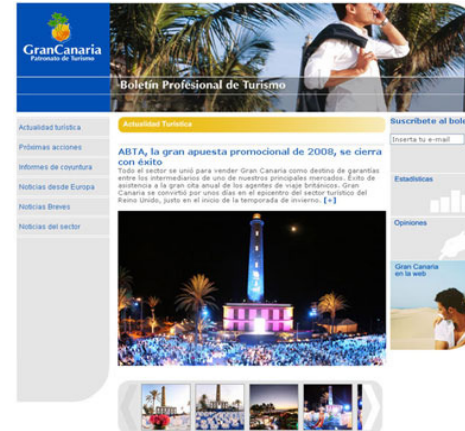 GranCanaria
Patronato de Turismo
Boletín Profesional de Turismo
Actualidad turística
Próximas acciones
Informes de coyuntura
Noticias desde Europa
Noticias Breves
Noticias del sector
Actualidad Turística
ABTA, la gran apuesta promocional de 2008, se cierra
con éxito
Todo el sector se unió para vender Gran Canaria como destino de garantías
entre los intermediarios de uno de nuestros principales mercados. Éxito de
asistencia a la gran cita anual de los agentes de viaje británicos. Gran
Canaria se convirtió por unos días en el epicentro del sector turístico del
Reino Unido, justo en el inicio de la temporada de invierno. [+]
Suscríbete al bole
Inserta tu e-mail
Estadísticas
Opiniones
Gran Canaria
en la web